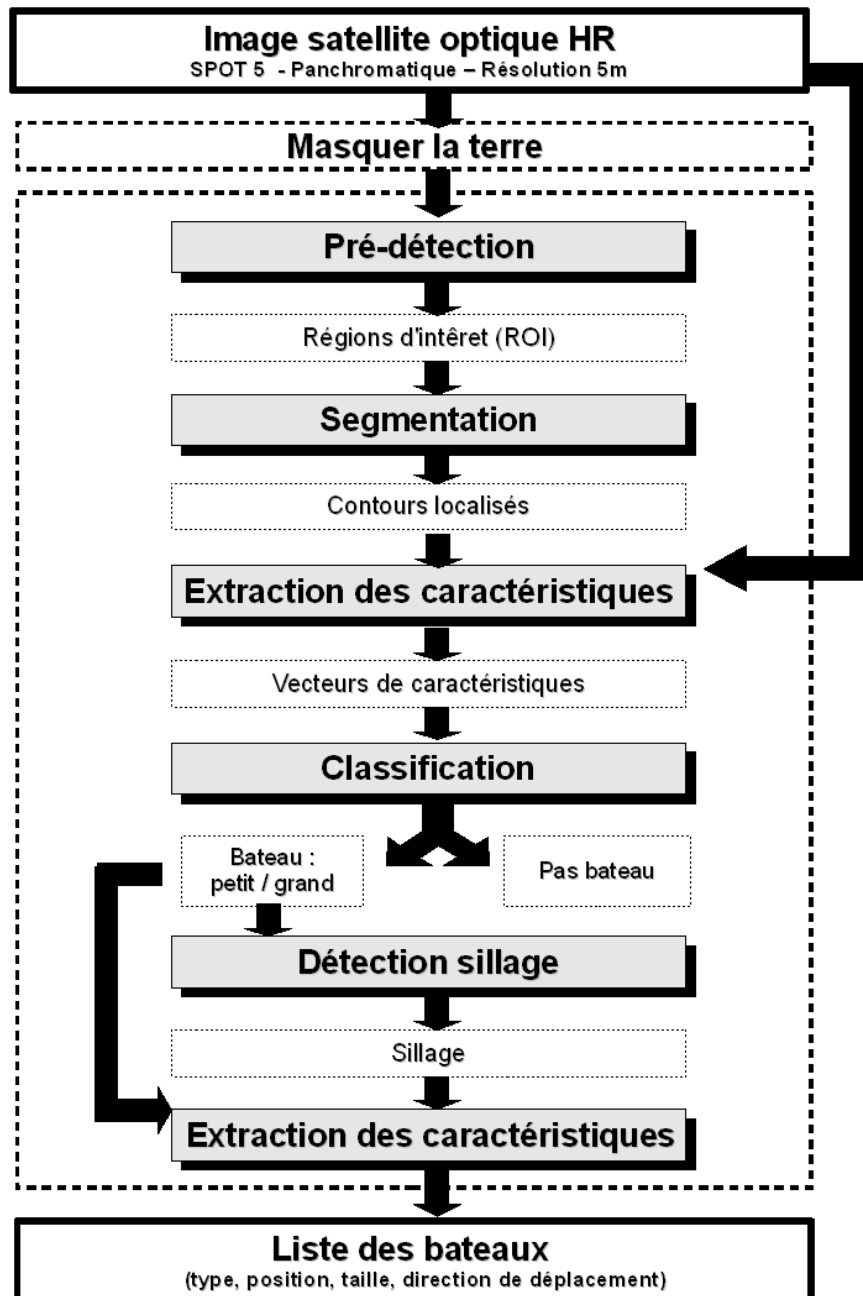 Image satellite optique HR
SPOT 5 - Panchromatique – Résolution 5m
Masquer la terre
Pré-détection
Régions d'intêret (ROI)
Segmentation
Contours localisés
Extraction des caractéristiques
Vecteurs de caractéristiques
Classification
Bateau :
petit / grand
Pas bateau
Détection sillage
Sillage
Extraction des caractéristiques
Liste des bateaux
(type, position, taille, direction de déplacement)